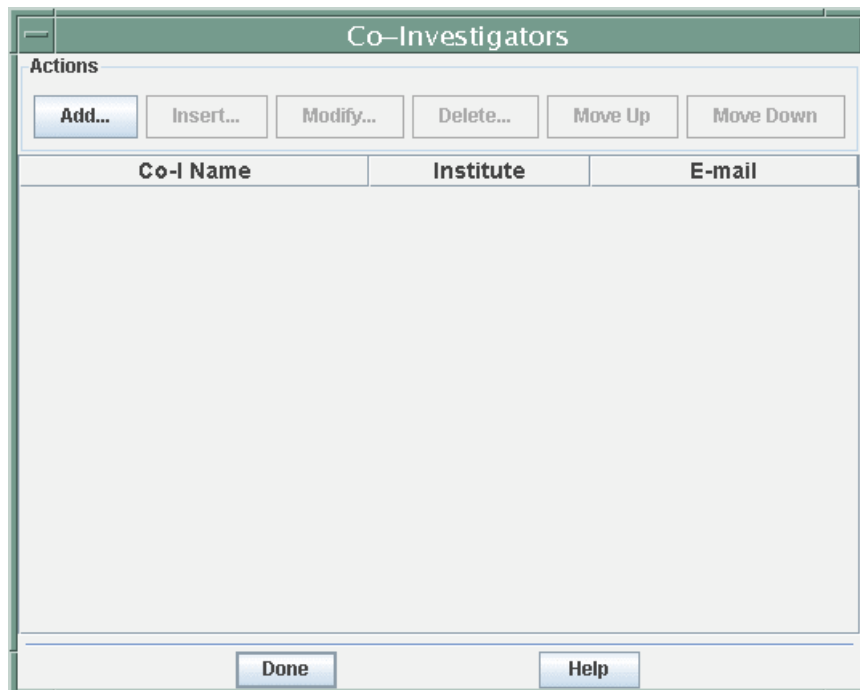 Co–Investigators
Actions
Add... Insert... Modify... Delete... Move Up Move Down
Co-I Name Institute E-mail
Done Help